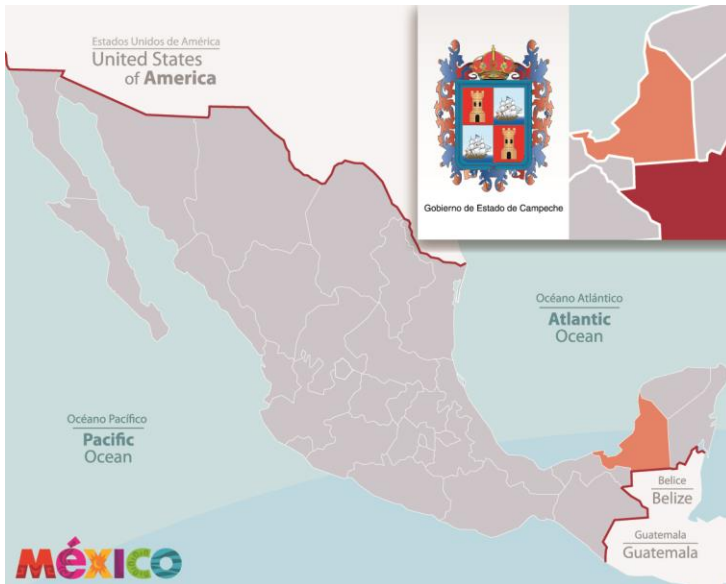 Estados Unidos de América
United States
of America
Gobierno de Estado de Campeche
Océano Atlántico
Atlantic
Ocean
Océano Pacífico
Pacific
Ocean
Belice
Belize
Guatemala
Guatemala
MéXICO